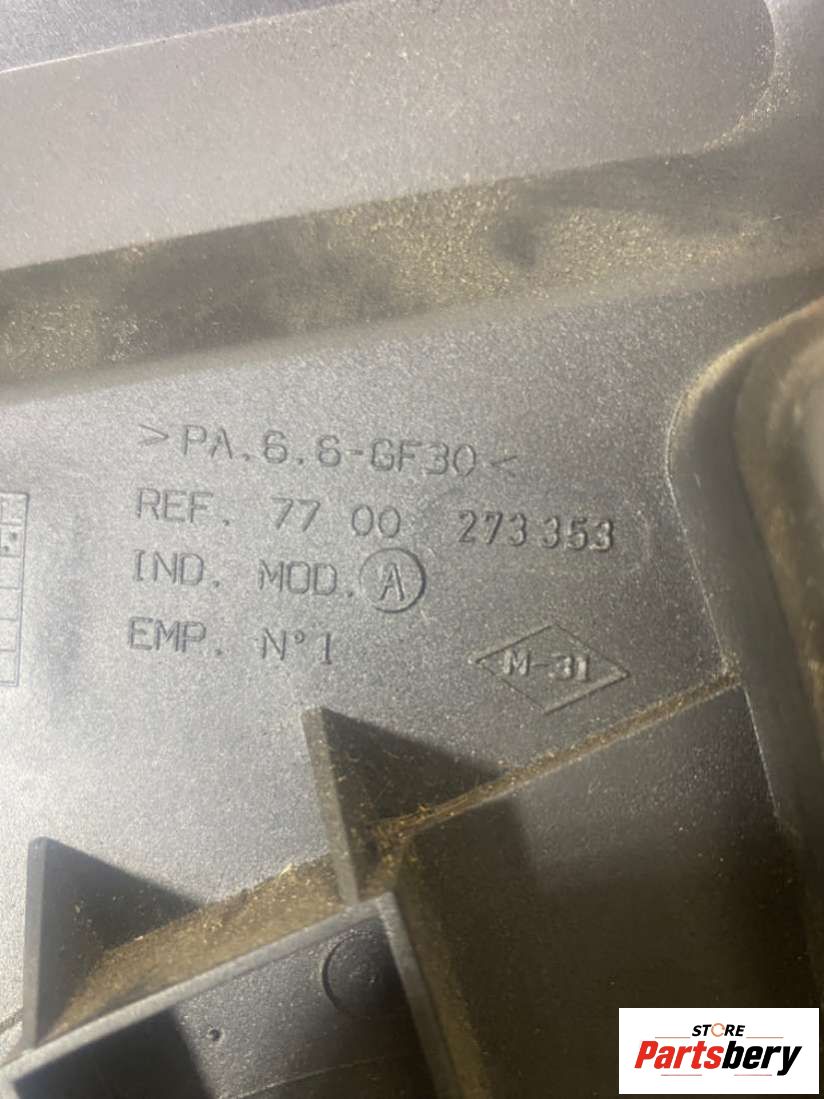 >PA.6.6-GF30<
REF. 77 00 273 353
IND. MOD. A
EMP. N°1
M-31
STORE
Partsbery